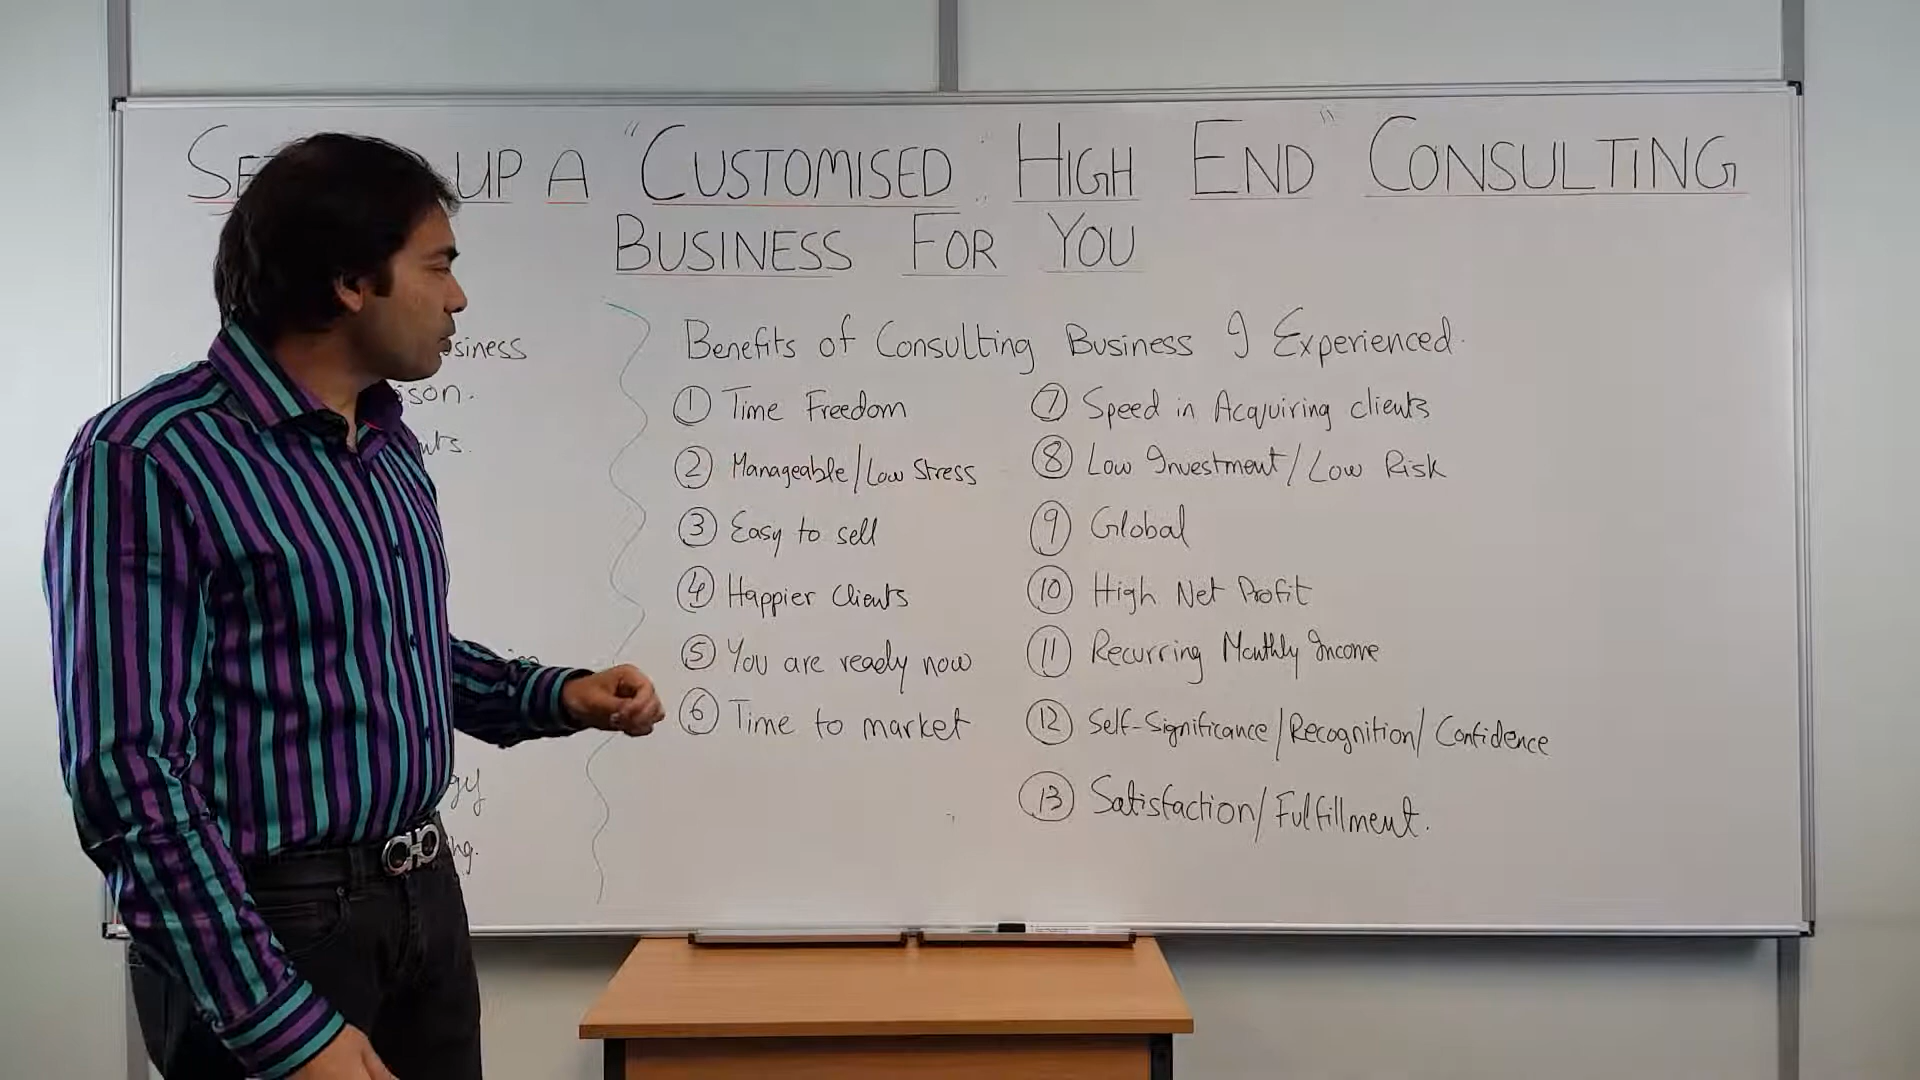 UP A "CUSTOMISED" HIGH END" CONSULTING
BUSINESS FOR YOU
Benefits of Consulting Business I Experienced.
① Time Freedom
② Manageable/Low Stress
③ Easy to sell
④ Happier Clients
⑤ You are ready now
⑥ Time to market
⑦ Speed in Acquiring clients
⑧ Low Investment/Low Risk
⑨ Global
⑩ High Net Profit
⑪ Recurring Monthly Income
⑫ Self-Significance/Recognition/Confidence
⑬ Satisfaction/Fulfillment.